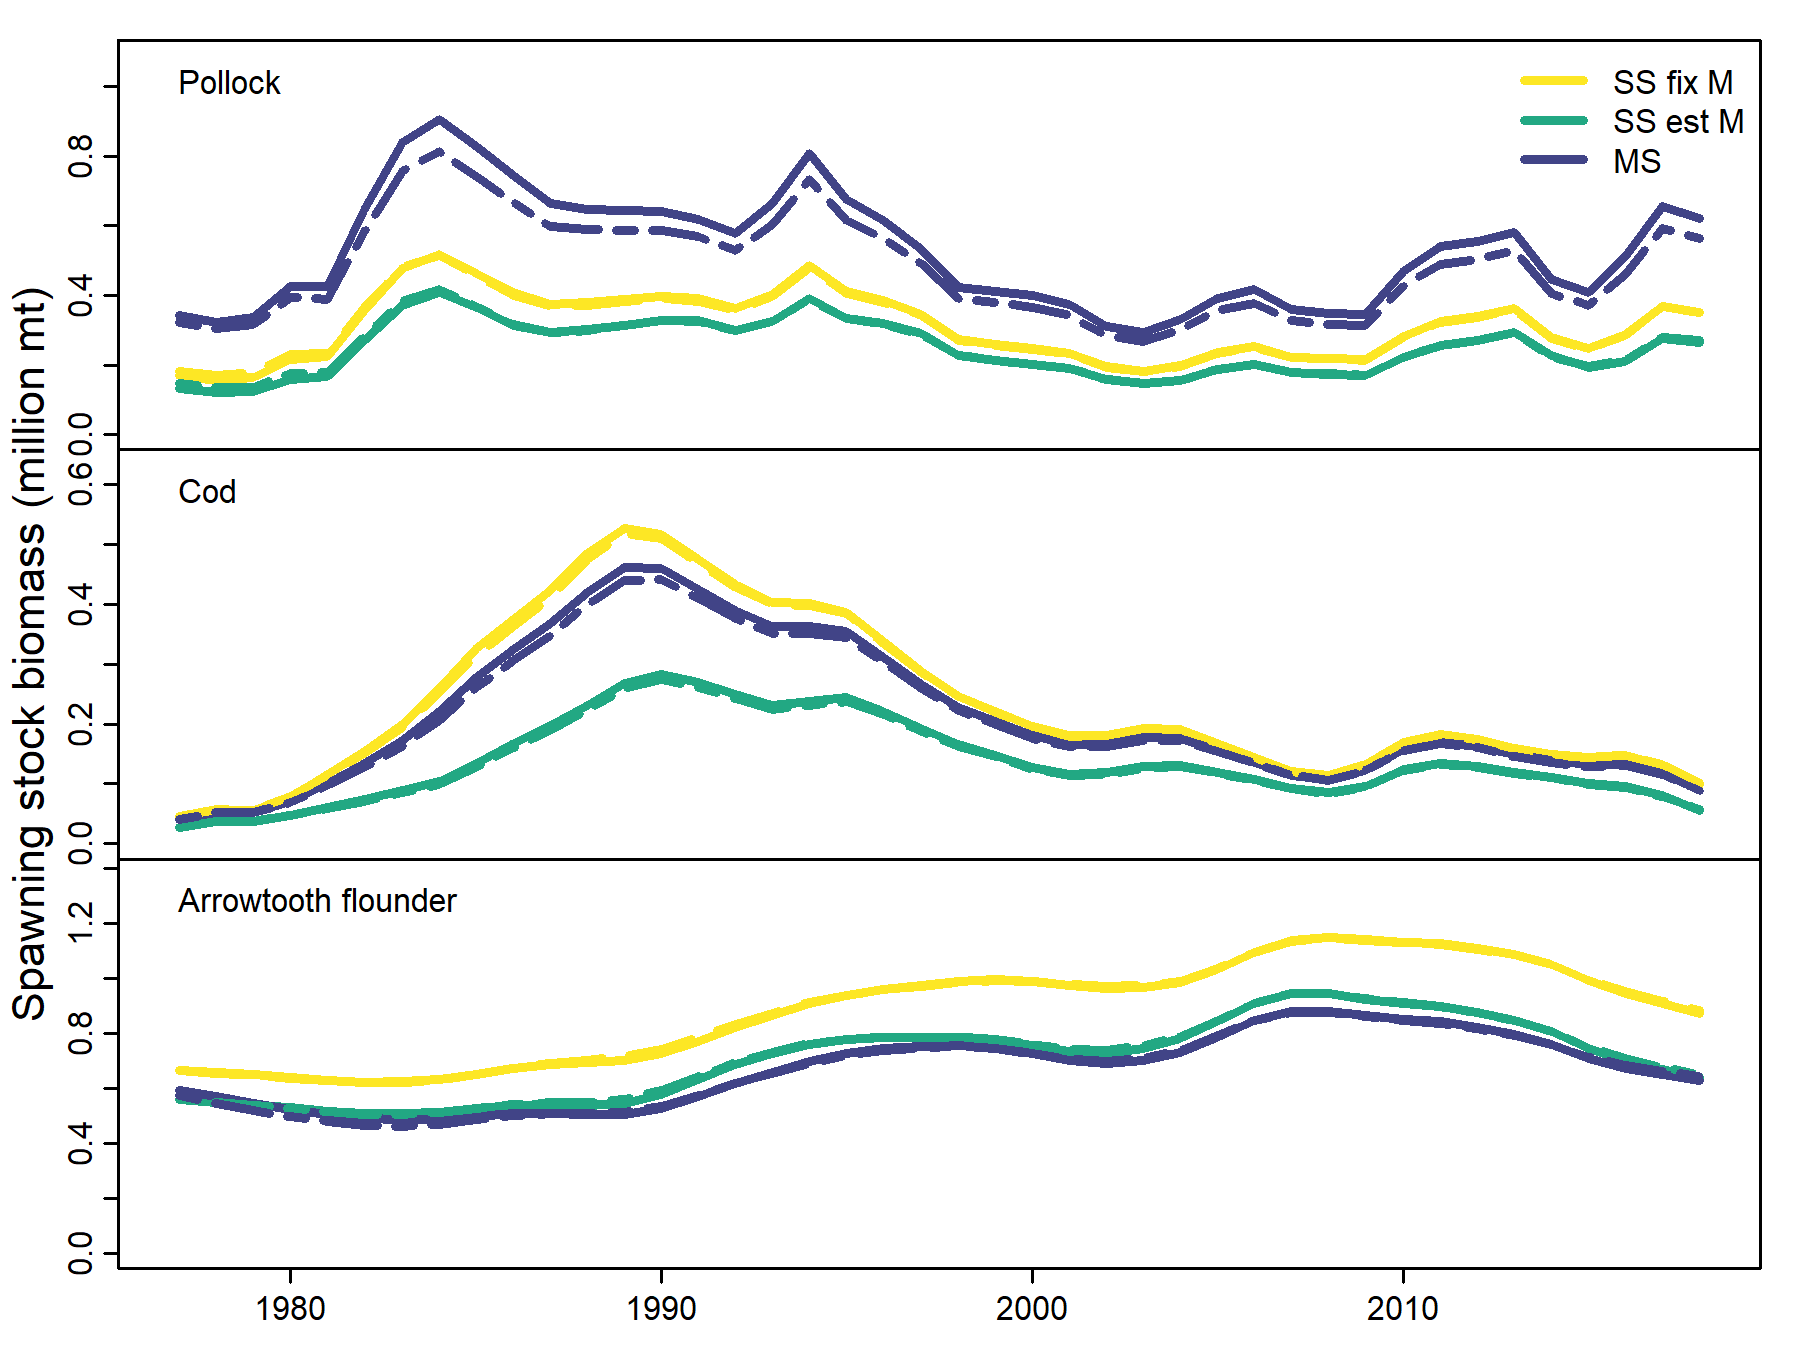 Spawning stock biomass (million mt)
Pollock
SS fix M
SS est M
MS
0.8
0.4
0.0
Cod
0.6
0.4
0.2
0.0
Arrowtooth flounder
1.2
0.8
0.4
0.0
1980 1990 2000 2010